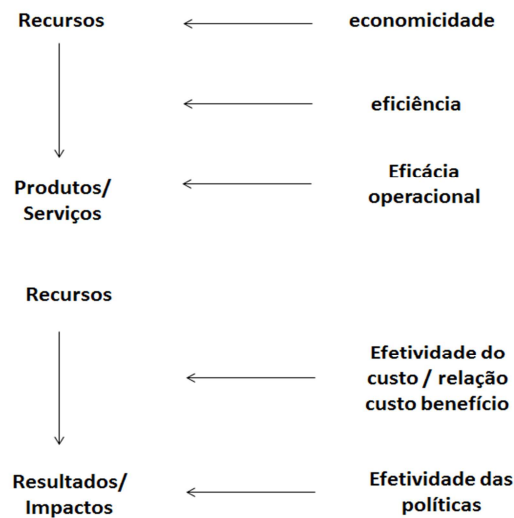 Recursos
economicidade
eficiência
Produtos/
Serviços
Eficácia
operacional
Recursos
Efetividade do
custo / relação
custo benefício
Resultados/
Impactos
Efetividade das
políticas